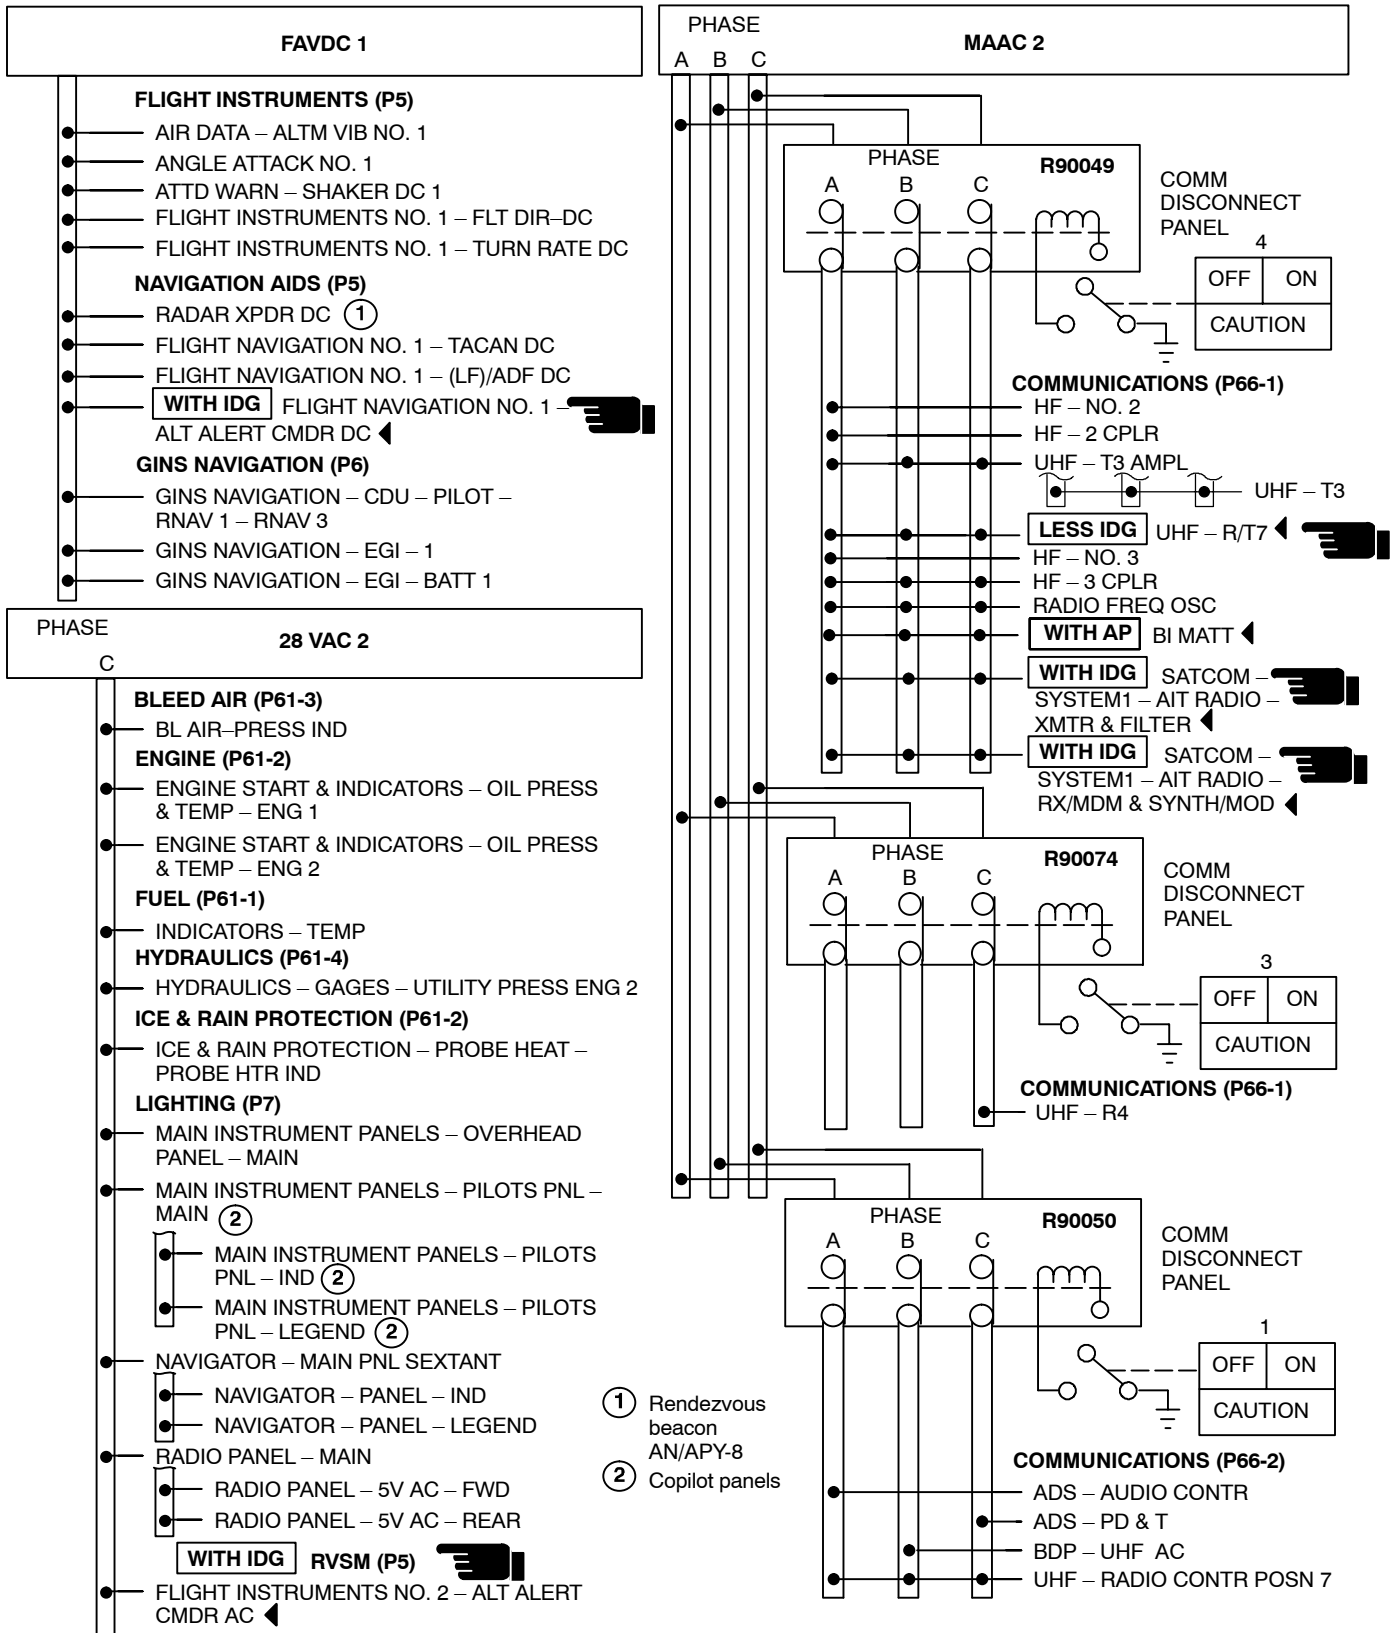 FAVDC 1
FLIGHT INSTRUMENTS (P5)
AIR DATA – ALTM VIB NO. 1
ANGLE ATTACK NO. 1
ATTD WARN – SHAKER DC 1
FLIGHT INSTRUMENTS NO. 1 – FLT DIR–DC
FLIGHT INSTRUMENTS NO. 1 – TURN RATE DC
NAVIGATION AIDS (P5)
RADAR XPDR DC 1
FLIGHT NAVIGATION NO. 1 – TACAN DC
FLIGHT NAVIGATION NO. 1 – (LF)/ADF DC
WITH IDG FLIGHT NAVIGATION NO. 1 –
ALT ALERT CMDR DC
GINS NAVIGATION (P6)
GINS NAVIGATION – CDU – PILOT –
RNAV 1 – RNAV 3
GINS NAVIGATION – EGI – 1
GINS NAVIGATION – EGI – BATT 1
PHASE
28 VAC 2
C
BLEED AIR (P61-3)
BL AIR–PRESS IND
ENGINE (P61-2)
ENGINE START & INDICATORS – OIL PRESS
& TEMP – ENG 1
ENGINE START & INDICATORS – OIL PRESS
& TEMP – ENG 2
FUEL (P61-1)
INDICATORS – TEMP
HYDRAULICS (P61-4)
HYDRAULICS – GAGES – UTILITY PRESS ENG 2
ICE & RAIN PROTECTION (P61-2)
ICE & RAIN PROTECTION – PROBE HEAT –
PROBE HTR IND
LIGHTING (P7)
MAIN INSTRUMENT PANELS – OVERHEAD
PANEL – MAIN
MAIN INSTRUMENT PANELS – PILOTS PNL –
MAIN 2
MAIN INSTRUMENT PANELS – PILOTS
PNL – IND 2
MAIN INSTRUMENT PANELS – PILOTS
PNL – LEGEND 2
NAVIGATOR – MAIN PNL SEXTANT
NAVIGATOR – PANEL – IND
NAVIGATOR – PANEL – LEGEND
RADIO PANEL – MAIN
RADIO PANEL – 5V AC – FWD
RADIO PANEL – 5V AC – REAR
WITH IDG RVSM (P5)
FLIGHT INSTRUMENTS NO. 2 – ALT ALERT
CMDR AC
1 Rendezvous
beacon
AN/APY-8
2 Copilot panels
PHASE
MAAC 2
A B C
PHASE
R90049
A B C
COMM
DISCONNECT
PANEL
4
OFF ON
CAUTION
COMMUNICATIONS (P66-1)
HF – NO. 2
HF – 2 CPLR
UHF – T3 AMPL
UHF – T3
LESS IDG UHF – R/T7
HF – NO. 3
HF – 3 CPLR
RADIO FREQ OSC
WITH AP BI MATT
WITH IDG SATCOM –
SYSTEM1 – AIT RADIO –
XMTR & FILTER
WITH IDG SATCOM –
SYSTEM1 – AIT RADIO –
RX/MDM & SYNTH/MOD
PHASE
R90074
A B C
COMM
DISCONNECT
PANEL
3
OFF ON
CAUTION
COMMUNICATIONS (P66-1)
UHF – R4
PHASE
R90050
A B C
COMM
DISCONNECT
PANEL
1
OFF ON
CAUTION
COMMUNICATIONS (P66-2)
ADS – AUDIO CONTR
ADS – PD & T
BDP – UHF AC
UHF – RADIO CONTR POSN 7